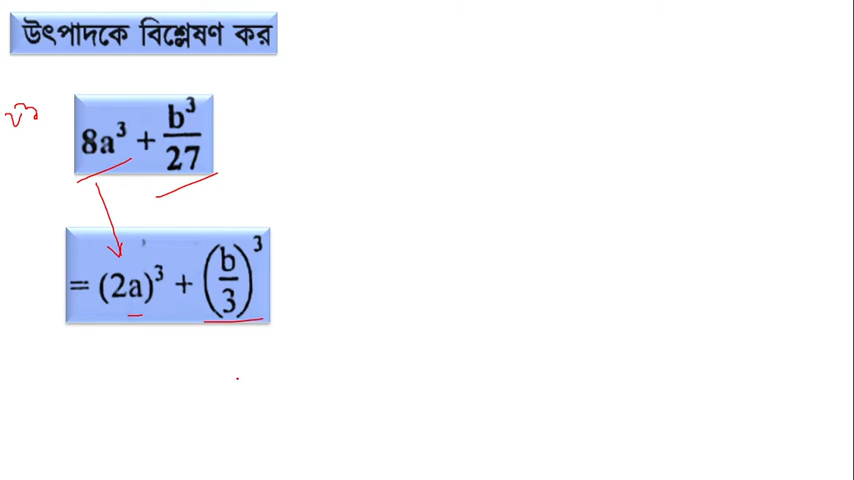 উৎপাদকে বিশ্লেষণ কর
8a³ + b³/27
= (2a)³ + (b/3)³